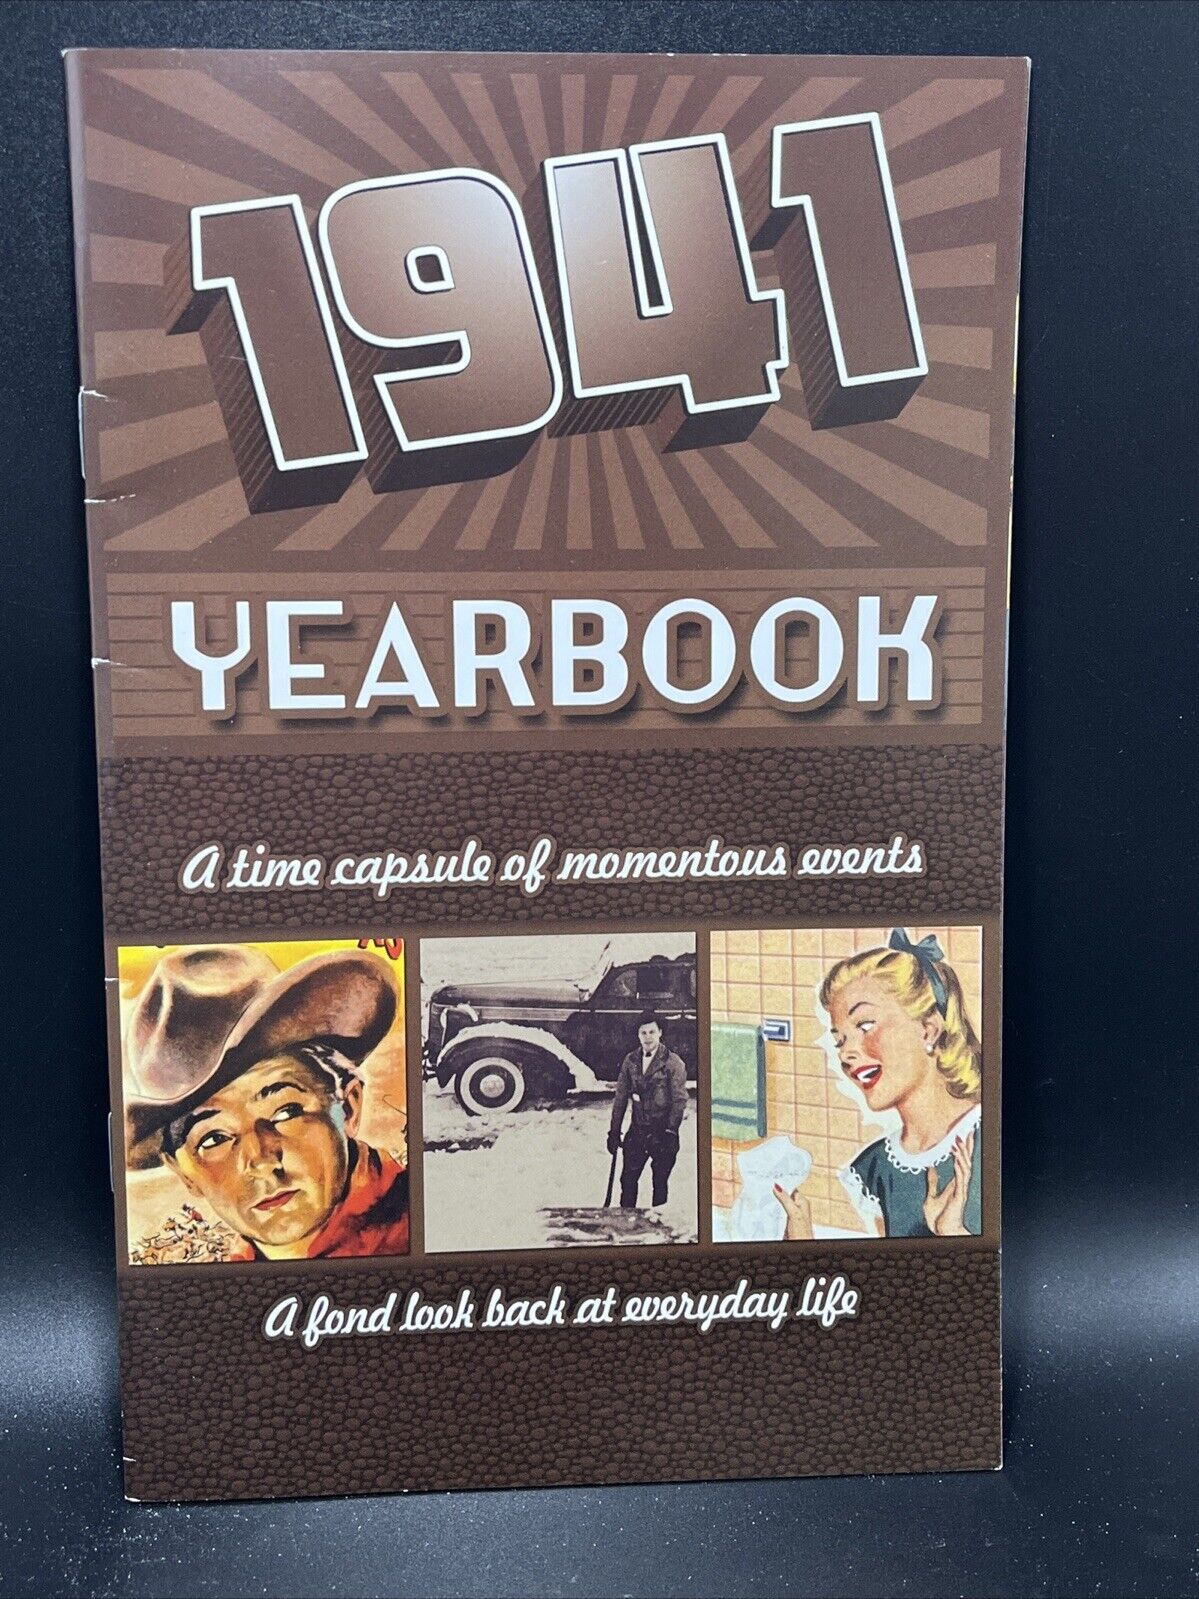 1941
YEARBOOK
A time capsule of momentous events
A fond look back at everyday life